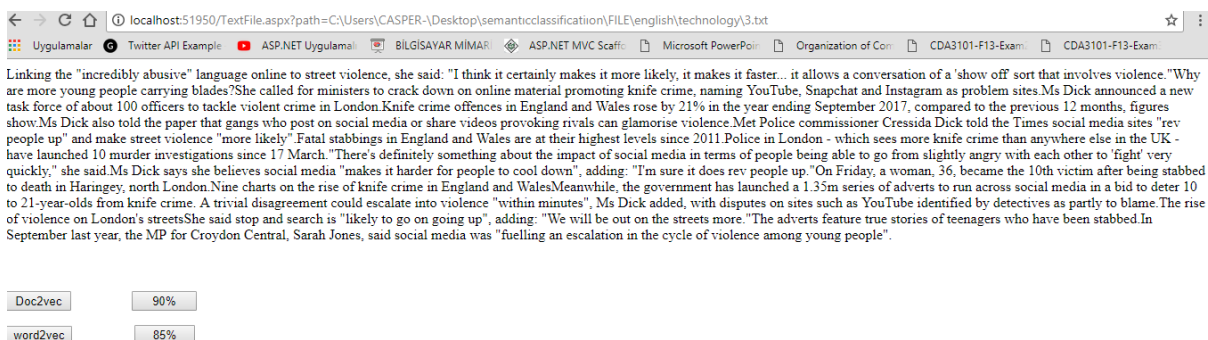 localhost:51950/TextFile.aspx?path=C:\Users\CASPER-\Desktop\semanticclassificatiion\FILE\english\technology\3.txt
Uygulamalar Twitter API Example ASP.NET Uygulamal BİLGİSAYAR MİMARİ ASP.NET MVC Scaffo Microsoft PowerPoin Organization of Com CDA3101-F13-Exam2 CDA3101-F13-Exam
Linking the "incredibly abusive" language online to street violence, she said: "I think it certainly makes it more likely, it makes it faster... it allows a conversation of a 'show off' sort that involves violence."Why
are more young people carrying blades?She called for ministers to crack down on online material promoting knife crime, naming YouTube, Snapchat and Instagram as problem sites.Ms Dick announced a new
task force of about 100 officers to tackle violent crime in London.Knife crime offences in England and Wales rose by 21% in the year ending September 2017, compared to the previous 12 months, figures
show.Ms Dick also told the paper that gangs who post on social media or share videos provoking rivals can glamorise violence.Met Police commissioner Cressida Dick told the Times social media sites "rev
people up" and make street violence "more likely".Fatal stabbings in England and Wales are at their highest levels since 2011.Police in London - which sees more knife crime than anywhere else in the UK -
have launched 10 murder investigations since 17 March."There's definitely something about the impact of social media in terms of people being able to go from slightly angry with each other to 'fight' very
quickly," she said.Ms Dick says she believes social media "makes it harder for people to cool down", adding: "I'm sure it does rev people up."On Friday, a woman, 36, became the 10th victim after being stabbed
to death in Haringey, north London.Nine charts on the rise of knife crime in England and WalesMeanwhile, the government has launched a 1.35m series of adverts to run across social media in a bid to deter 10
to 21-year-olds from knife crime. A trivial disagreement could escalate into violence "within minutes", Ms Dick added, with disputes on sites such as YouTube identified by detectives as partly to blame.The rise
of violence on London's streetsShe said stop and search is "likely to go on going up", adding: "We will be out on the streets more."The adverts feature true stories of teenagers who have been stabbed.In
September last year, the MP for Croydon Central, Sarah Jones, said social media was "fuelling an escalation in the cycle of violence among young people".
Doc2vec 90%
word2vec 85%